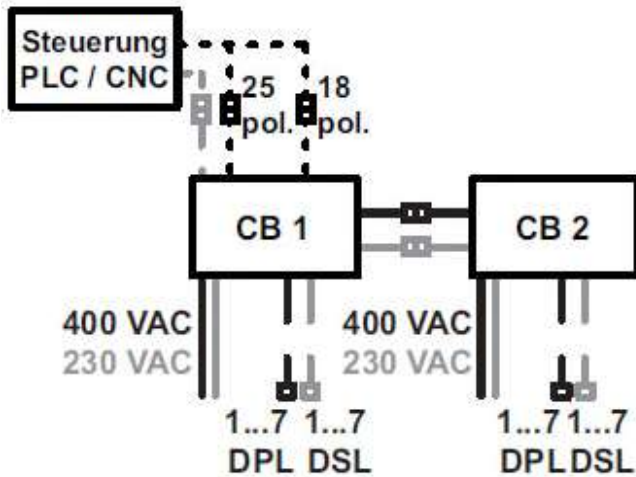 Steuerung
PLC / CNC
25
pol.
18
pol.
CB 1
CB 2
400 VAC
230 VAC
400 VAC
230 VAC
1...7 1...7
DPL DSL
1...7 1...7
DPL DSL